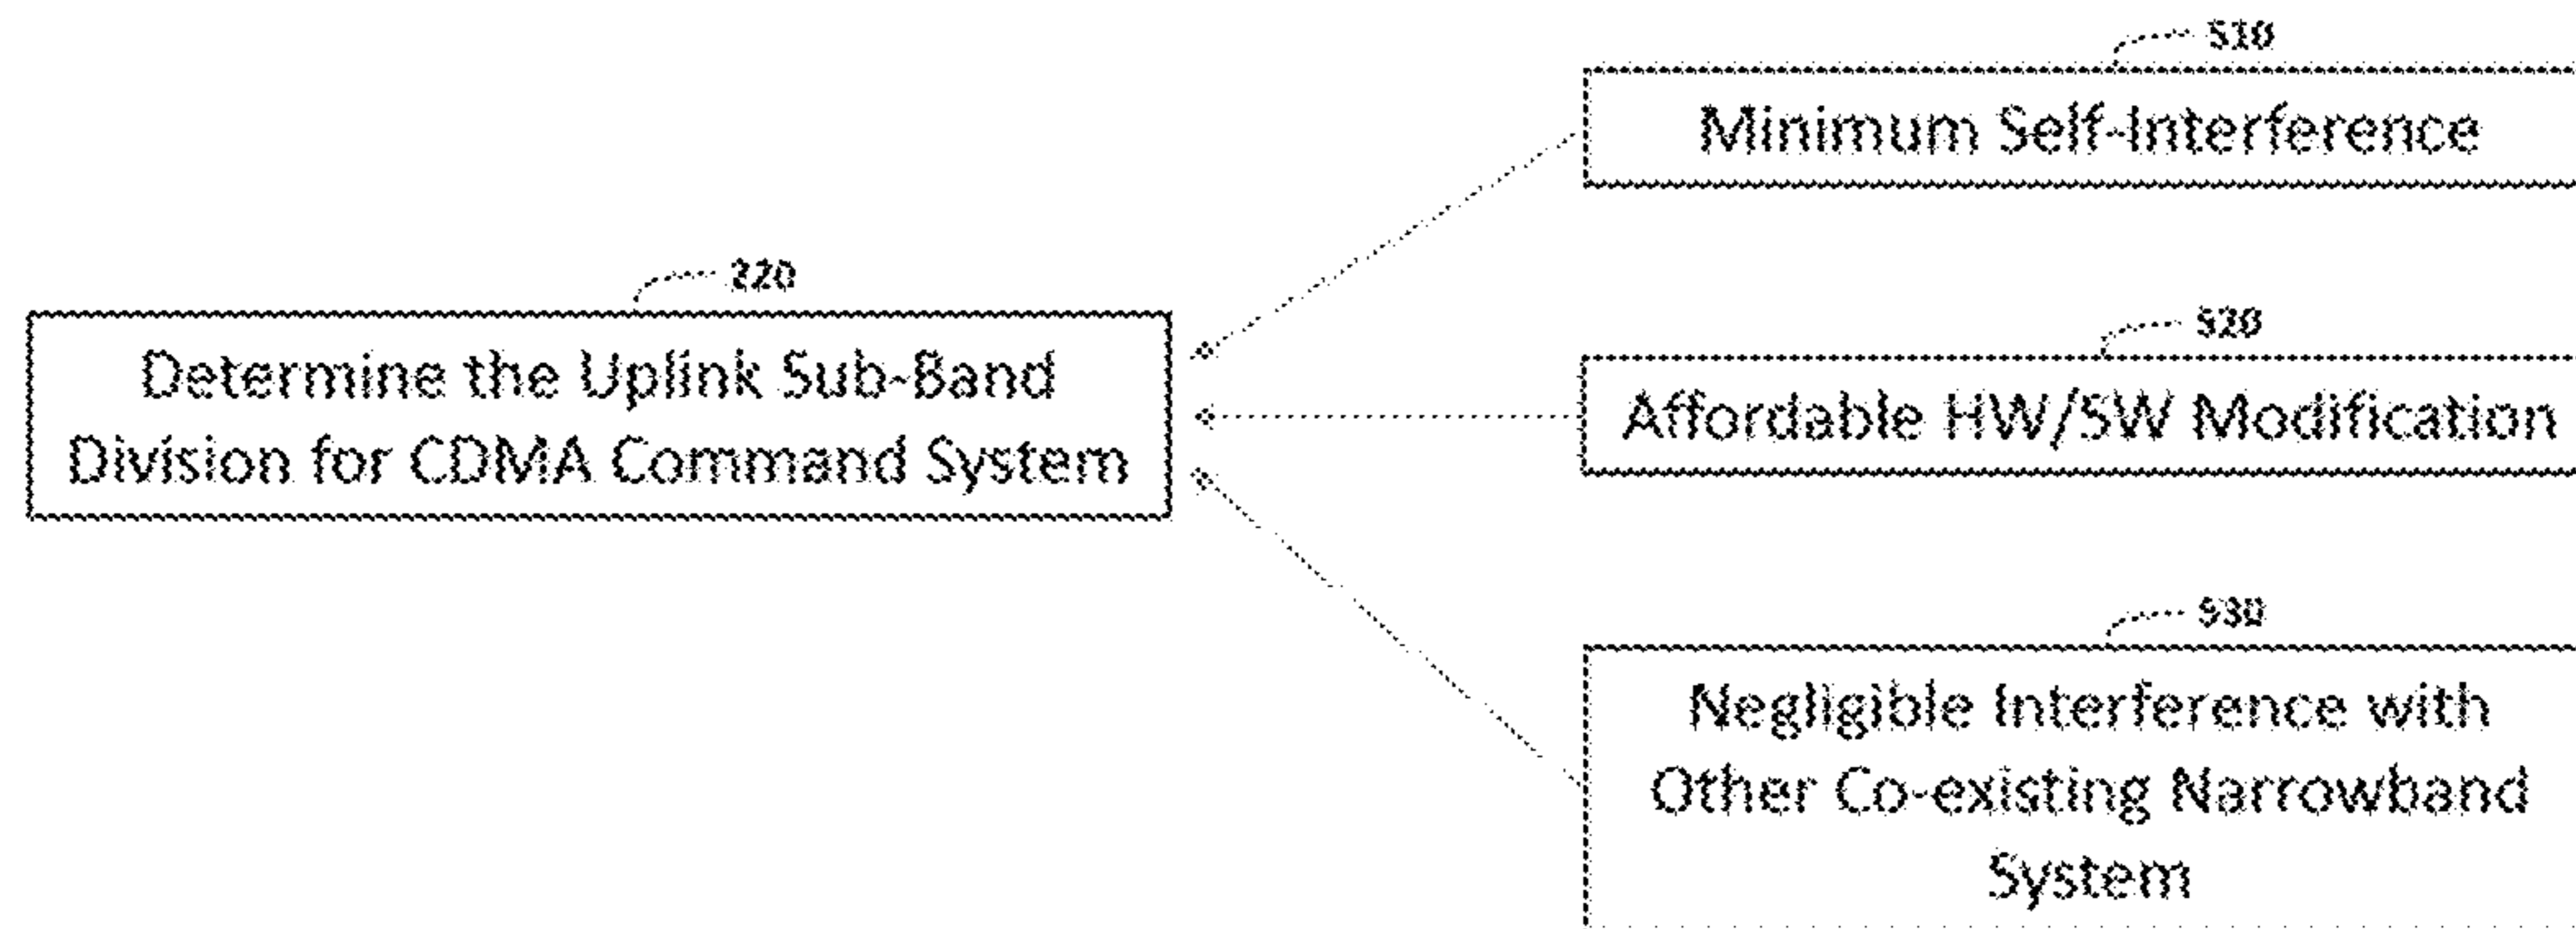 510
Minimum Self-Interference
220
Determine the Uplink Sub-Band
Division for CDMA Command System
520
Affordable HW/SW Modification
530
Negligible Interference with
Other Co-existing Narrowband
System